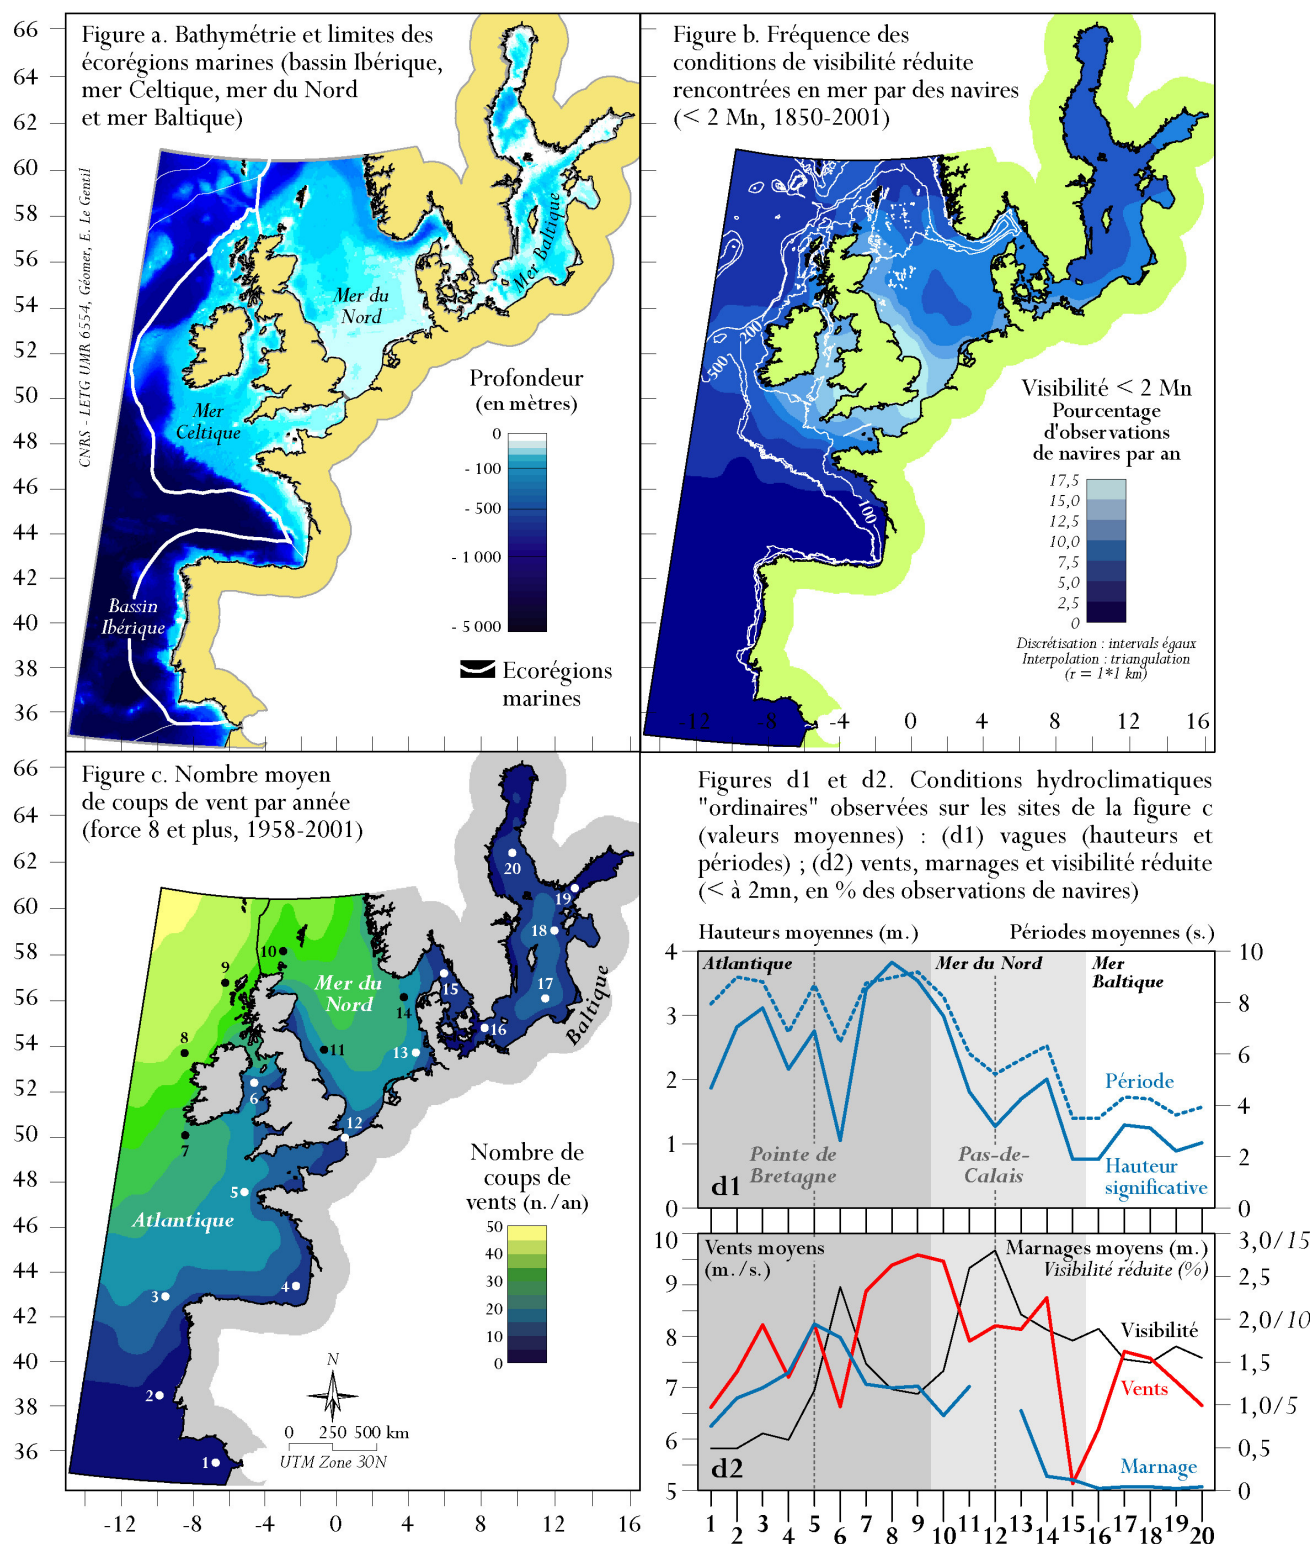 Figure a. Bathymétrie et limites des
écorégions marines (bassin Ibérique,
mer Celtique, mer du Nord
et mer Baltique)
66
64
62
60
58
56
54
52
50
48
46
44
42
40
38
36
CNRS - LETG UMR 6554, Géomer, E. Le Gentil
Mer Baltique
Mer du
Nord
Mer
Celtique
Bassin
Ibérique
Profondeur
(en mètres)
0
- 100
- 500
- 1 000
- 5 000
Ecorégions
marines
Figure b. Fréquence des
conditions de visibilité réduite
rencontrées en mer par des navires
(< 2 Mn, 1850-2001)
200
500
100
Visibilité < 2 Mn
Pourcentage
d'observations
de navires par an
17,5
15,0
12,5
10,0
7,5
5,0
2,5
0
Discrétisation : intervals égaux
Interpolation : triangulation
(r = 1*1 km)
-12 -8 -4 0 4 8 12 16
Figure c. Nombre moyen
de coups de vent par année
(force 8 et plus, 1958-2001)
66
64
62
60
58
56
54
52
50
48
46
44
42
40
38
36
20
19
18
17
16
15
14
13
12
11
10
9
8
7
6
5
4
3
2
1
Mer du
Nord
Baltique
Atlantique
Nombre de
coups de
vents (n./an)
50
40
30
20
10
0
N
0 250 500 km
UTM Zone 30N
-12 -8 -4 0 4 8 12 16
Figures d1 et d2. Conditions hydroclimatiques
"ordinaires" observées sur les sites de la figure c
(valeurs moyennes) : (d1) vagues (hauteurs et
périodes) ; (d2) vents, marnages et visibilité réduite
(< à 2mn, en % des observations de navires)
Hauteurs moyennes (m.) Périodes moyennes (s.)
4
3
2
1
0
10
8
6
4
2
0
Atlantique
Mer du Nord
Mer
Baltique
Période
Hauteur
significative
Pointe de
Bretagne
Pas-de-
Calais
d1
10
9
8
7
6
5
Vents moyens
(m./s.)
Marnages moyens (m.)
Visibilité réduite (%)
3,0/15
2,5
2,0/10
1,5
1,0/5
0,5
0
Visibilité
Vents
Marnage
d2
1 2 3 4 5 6 7 8 9 10 11 12 13 14 15 16 17 18 19 20